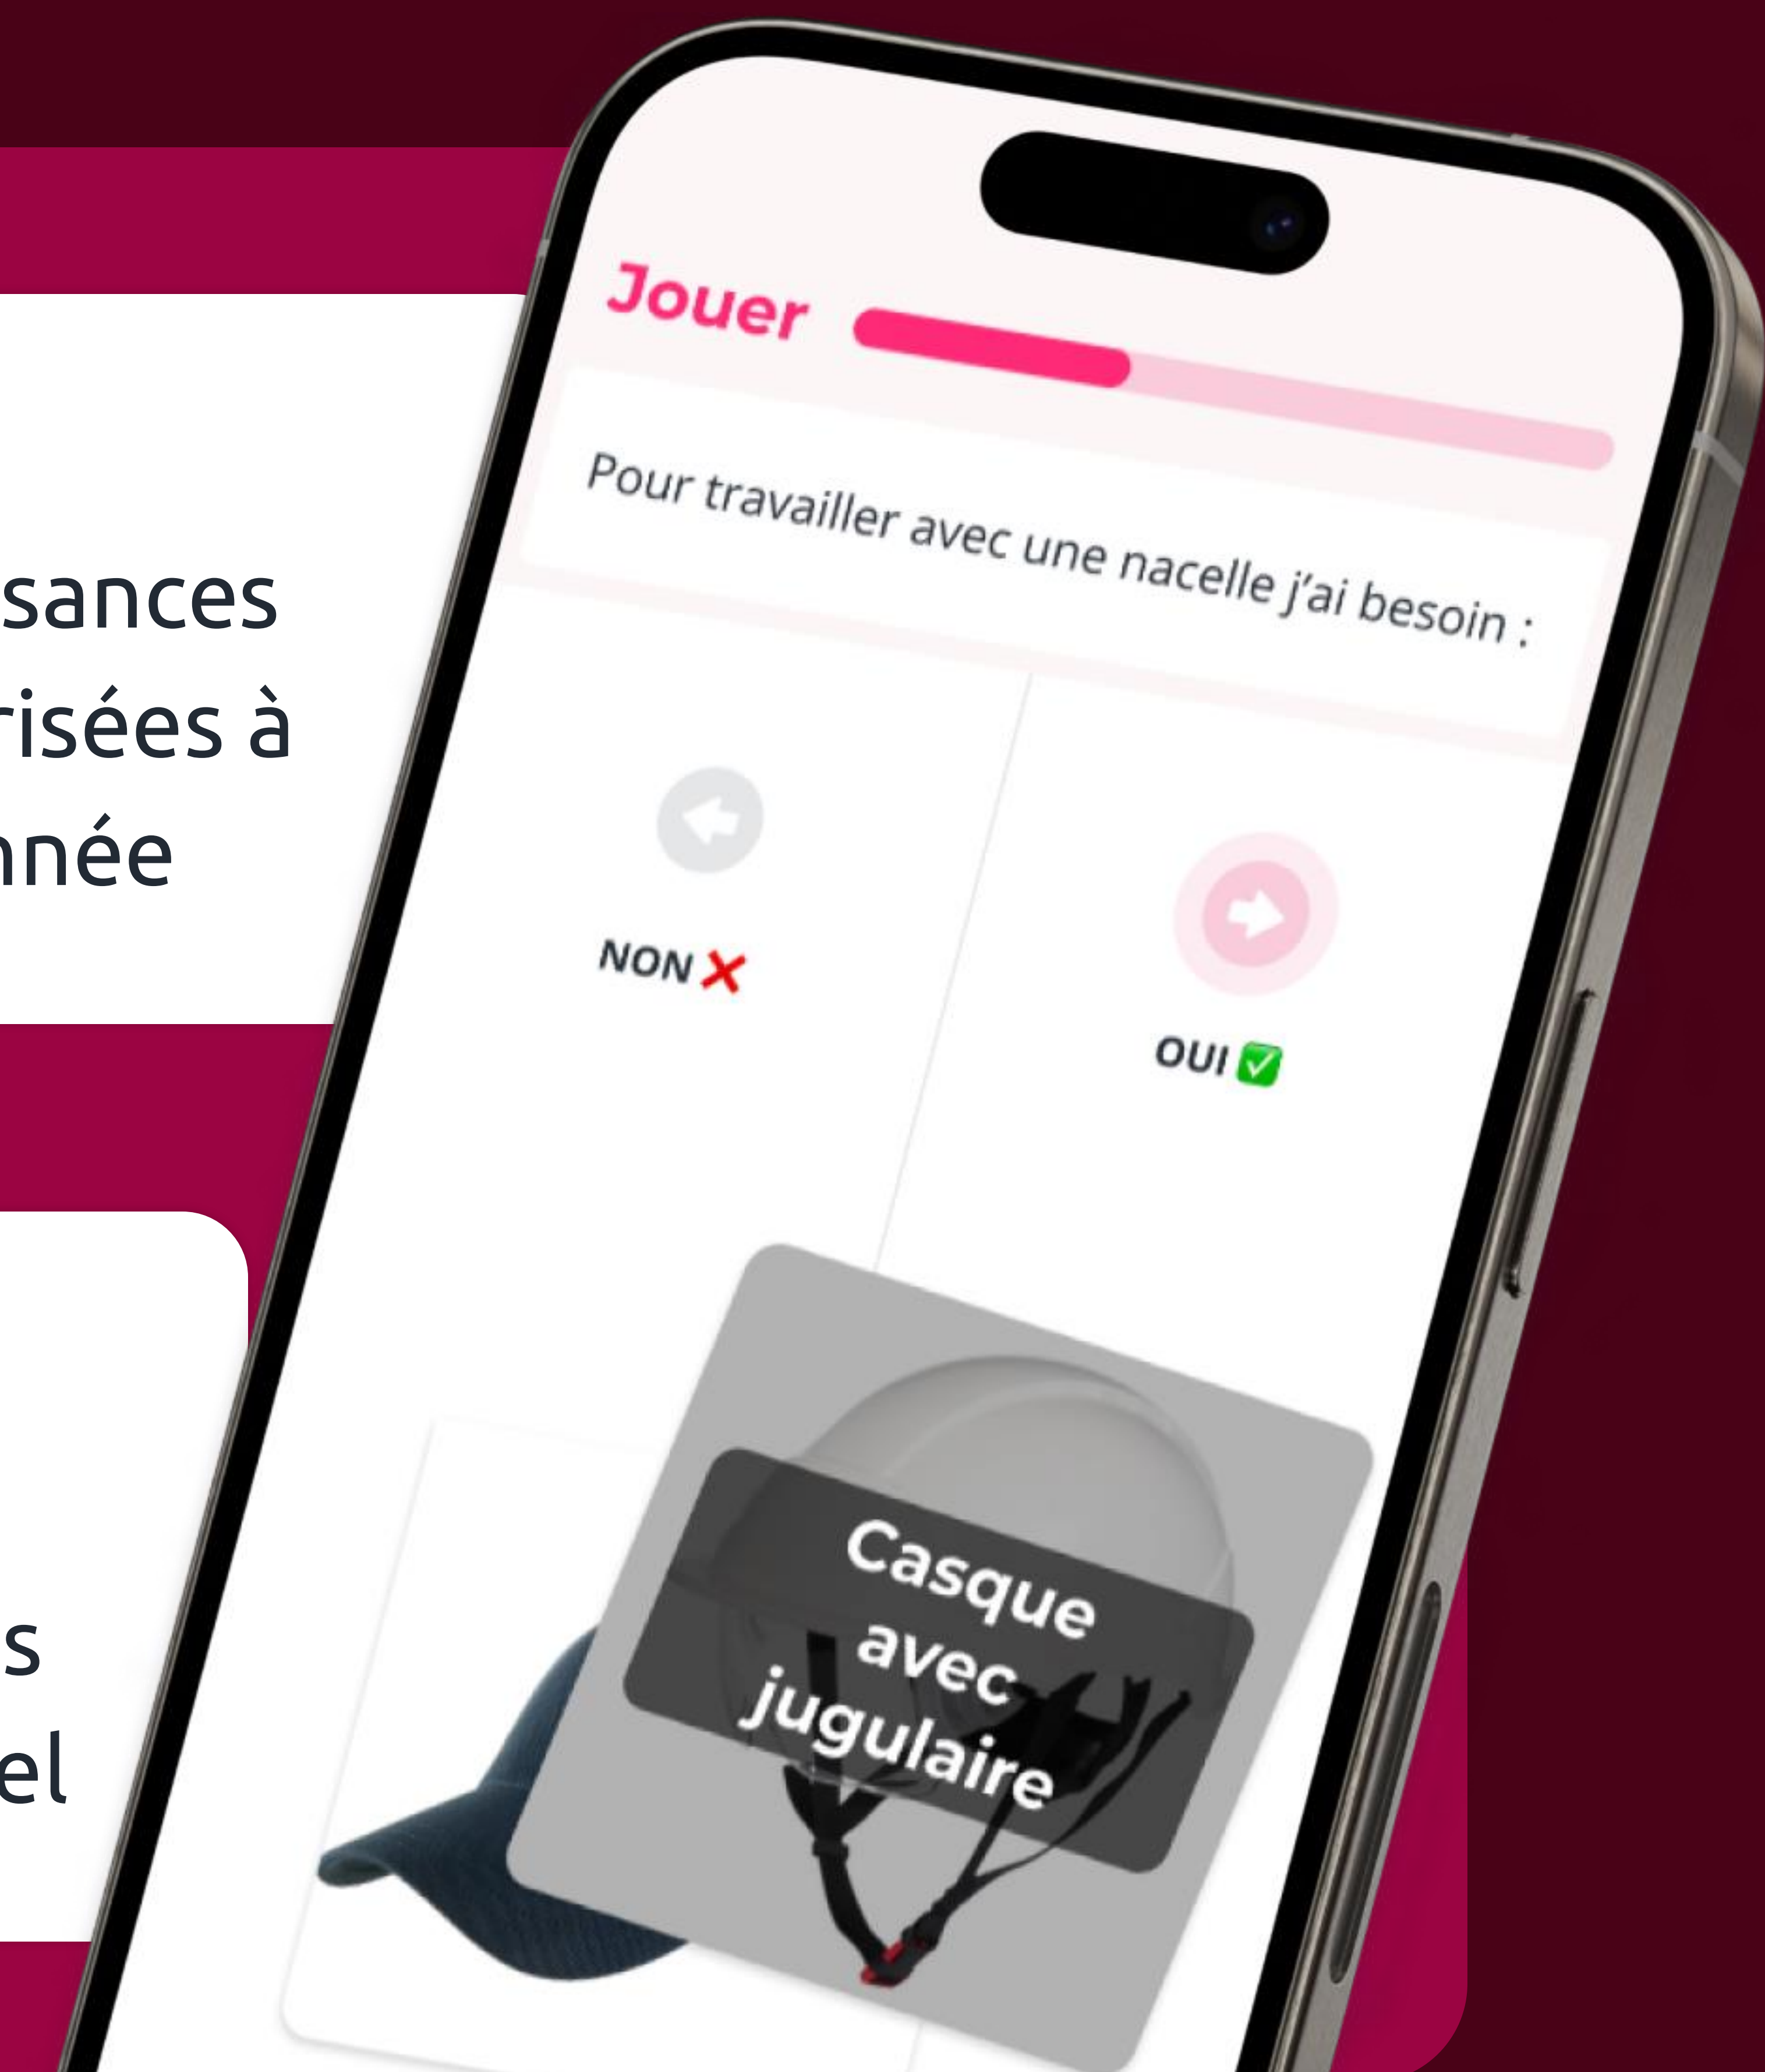 sances
risées à
nnée
s
el
Jouer
Pour travailler avec une nacelle j'ai besoin :
NON ❌
OUI ✅
Casque
avec
jugulaire